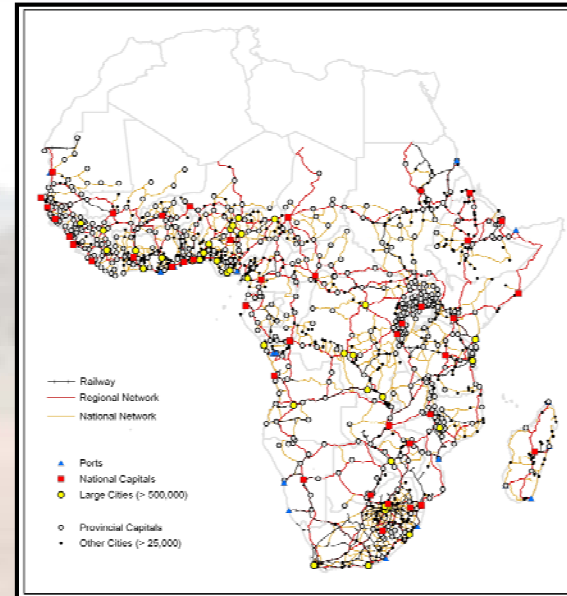 Railway
Regional Network
National Network
Ports
National Capitals
Large Cities (> 500,000)
Provincial Capitals
Other Cities (> 25,000)